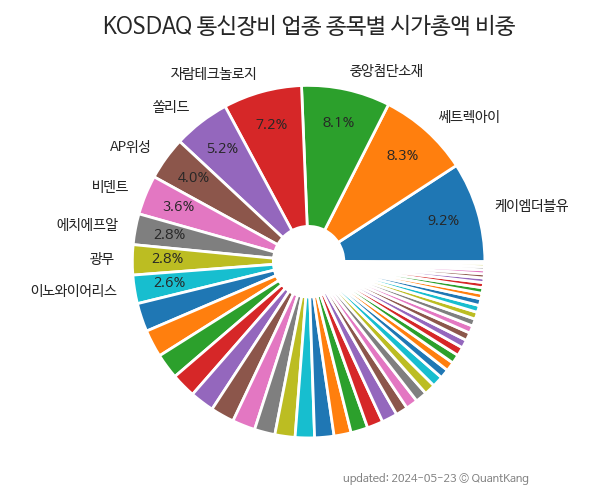 KOSDAQ 통신장비 업종 종목별 시가총액 비중
중앙첨단소재
자람테크놀로지
쏠리드
쎄트렉아이
8.1%
7.2%
5.2%
8.3%
AP위성
4.0%
비덴트
3.6%
케이엠더블유
9.2%
에치에프알
2.8%
광무
2.8%
이노와이어리스
2.6%
updated: 2024-05-23 ⓒ QuantKang